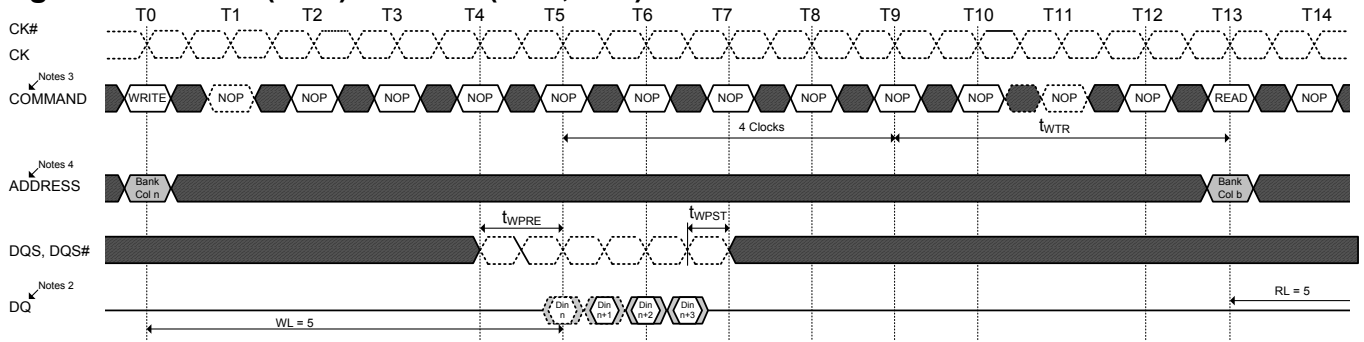 T0 T1 T2 T3 T4 T5 T6 T7 T8 T9 T10 T11 T12 T13 T14
CK#
CK
Notes 3
COMMAND WRITE NOP NOP NOP NOP NOP NOP NOP NOP NOP NOP NOP NOP READ NOP
4 Clocks tWTR
Notes 4
ADDRESS
Bank Bank
Col n Col b
tWPRE tWPST
DQS, DQS#
Notes 2
DQ
Din Din Din Din
n n+1 n+2 n+3
RL = 5
WL = 5